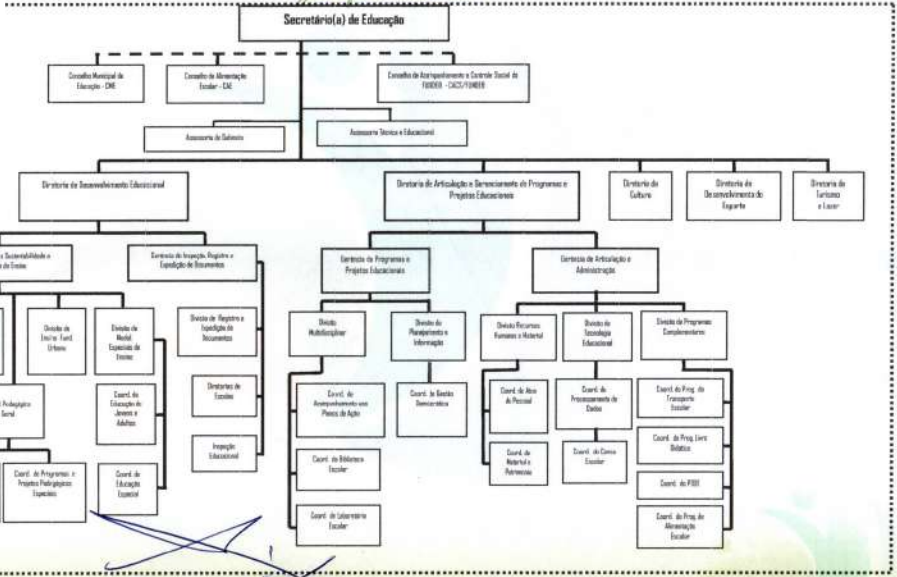 Secretário(a) de Educação
Conselho Municipal de
Educação - CME
Conselho de Alimentação
Escolar - CAE
Conselho de Acompanhamento e Controle Social do
FUNDEB - CACS/FUNDEB
Assessoria de Gabinete
Assessoria Técnica e Educacional
Diretoria de Desenvolvimento Educacional
Diretoria de Articulação e Gerenciamento de Programas e
Projetos Educacionais
Diretoria de
Cultura
Diretoria de
Desenvolvimento do
Esporte
Diretoria de
Turismo
e Lazer
Sustentabilidade e
de Ensino
Gerência de Inspeção, Registro e
Expedição de Documentos
Gerência de Programas e
Projetos Educacionais
Gerência de Articulação e
Administração
Divisão de
Ensino Fund.
Urbano
Divisão de
Modal.
Especiais de
Ensino
Divisão de Registro e
Expedição de
Documentos
Divisão
Multidisciplinar
Divisão de
Planejamento e
Informação
Divisão Recursos
Humanos e Material
Divisão de
Tecnologia
Educacional
Divisão de Programas
Complementares
Pedagógico
Geral
Coord. de
Educação de
Jovens e
Adultos
Diretorias de
Escolas
Coord. de
Acompanhamento aos
Planos de Ação
Coord. de Gestão
Democrática
Coord. de Atos
de Pessoal
Coord. de
Processamento de
Dados
Coord. do Prog. de
Transporte
Escolar
Coord. de Programas e
Projetos Pedagógicos
Especiais
Coord. de
Educação
Especial
Inspeção
Educacional
Coord. de Biblioteca
Escolar
Coord. de
Material e
Patrimônio
Coord. do Censo
Escolar
Coord. do Prog. Livro
Didático
Coord. do
Coord. de Laboratório
Escolar
Coord. do Prog. de
Alimentação
Escolar